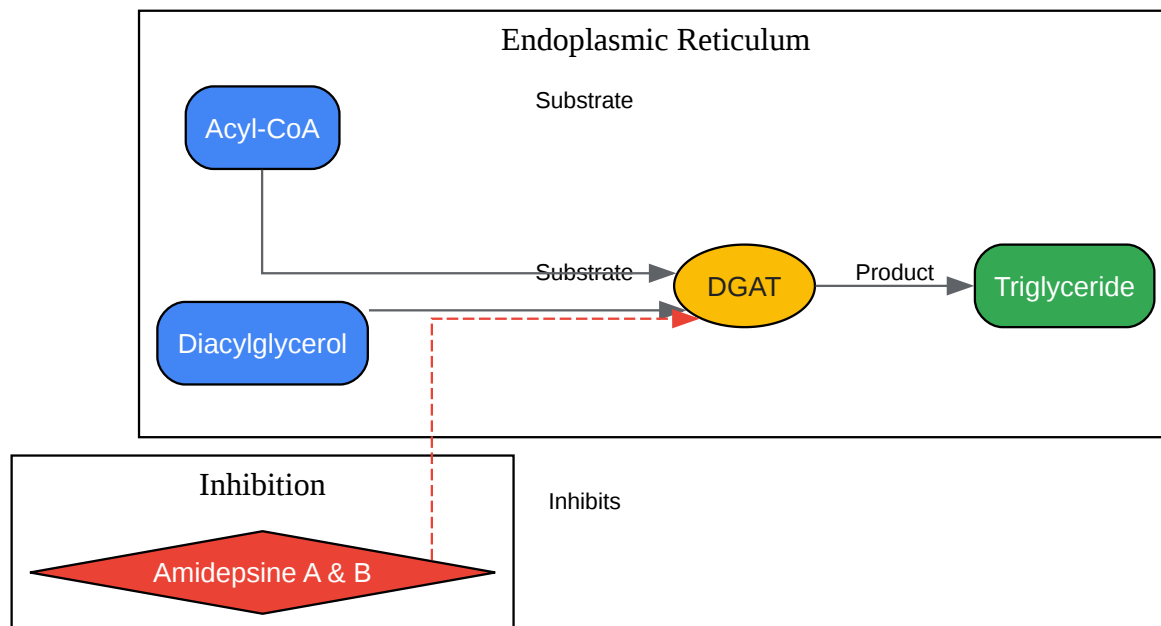 Endoplasmic Reticulum
Substrate
Acyl-CoA
Substrate
DGAT
Product
Triglyceride
Diacylglycerol
Inhibition
Inhibits
Amidepsine A & B